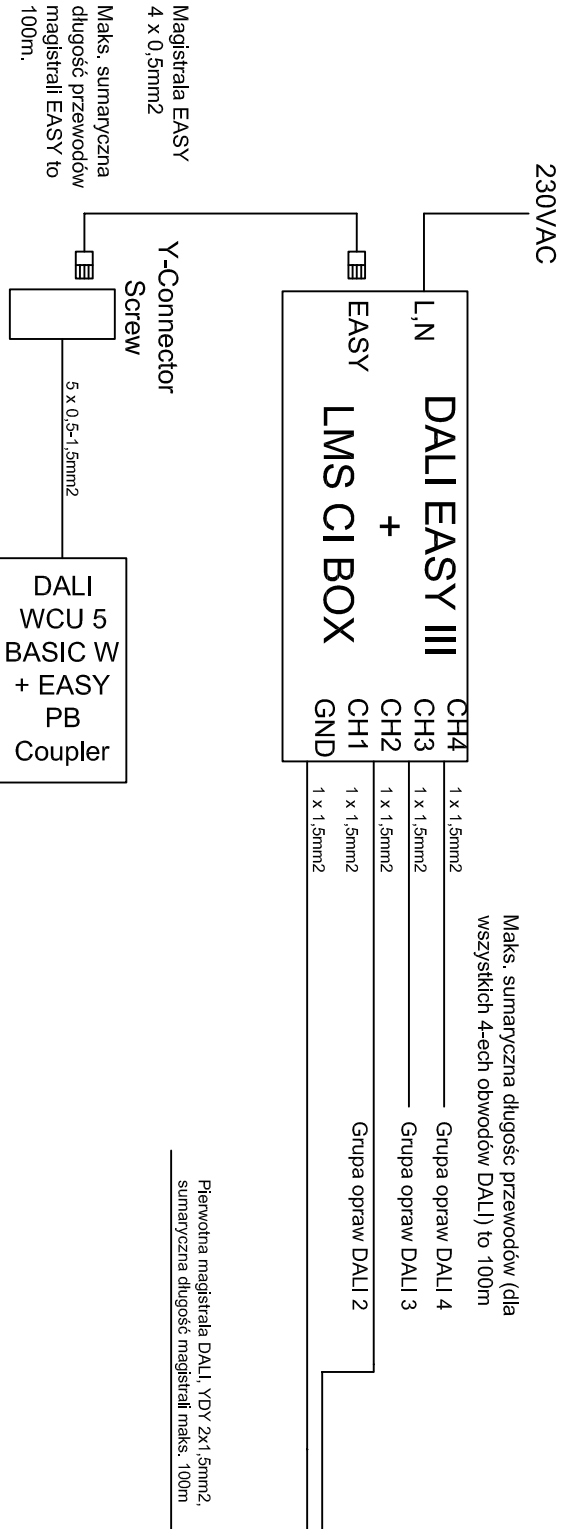 230VAC
L,N
DALI EASY III
+
LMS CI BOX
EASY
CH4
CH3
CH2
CH1
GND
1 x 1,5mm2
1 x 1,5mm2
1 x 1,5mm2
1 x 1,5mm2
1 x 1,5mm2
Maks. sumaryczna długośc przewodów (dla
wszystkich 4-ech obwodów DALI) to 100m
Grupa opraw DALI 4
Grupa opraw DALI 3
Grupa opraw DALI 2
Pierwotna magistrala DALI, YDY 2x1,5mm2,
sumaryczna długość magistrali maks. 100m
Magistrala EASY
4 x 0,5mm2
Maks. sumaryczna
długość przewodów
magistrali EASY to
100m.
Y-Connector
Screw
5 x 0,5-1,5mm2
DALI
WCU 5
BASIC W
+ EASY
PB
Coupler